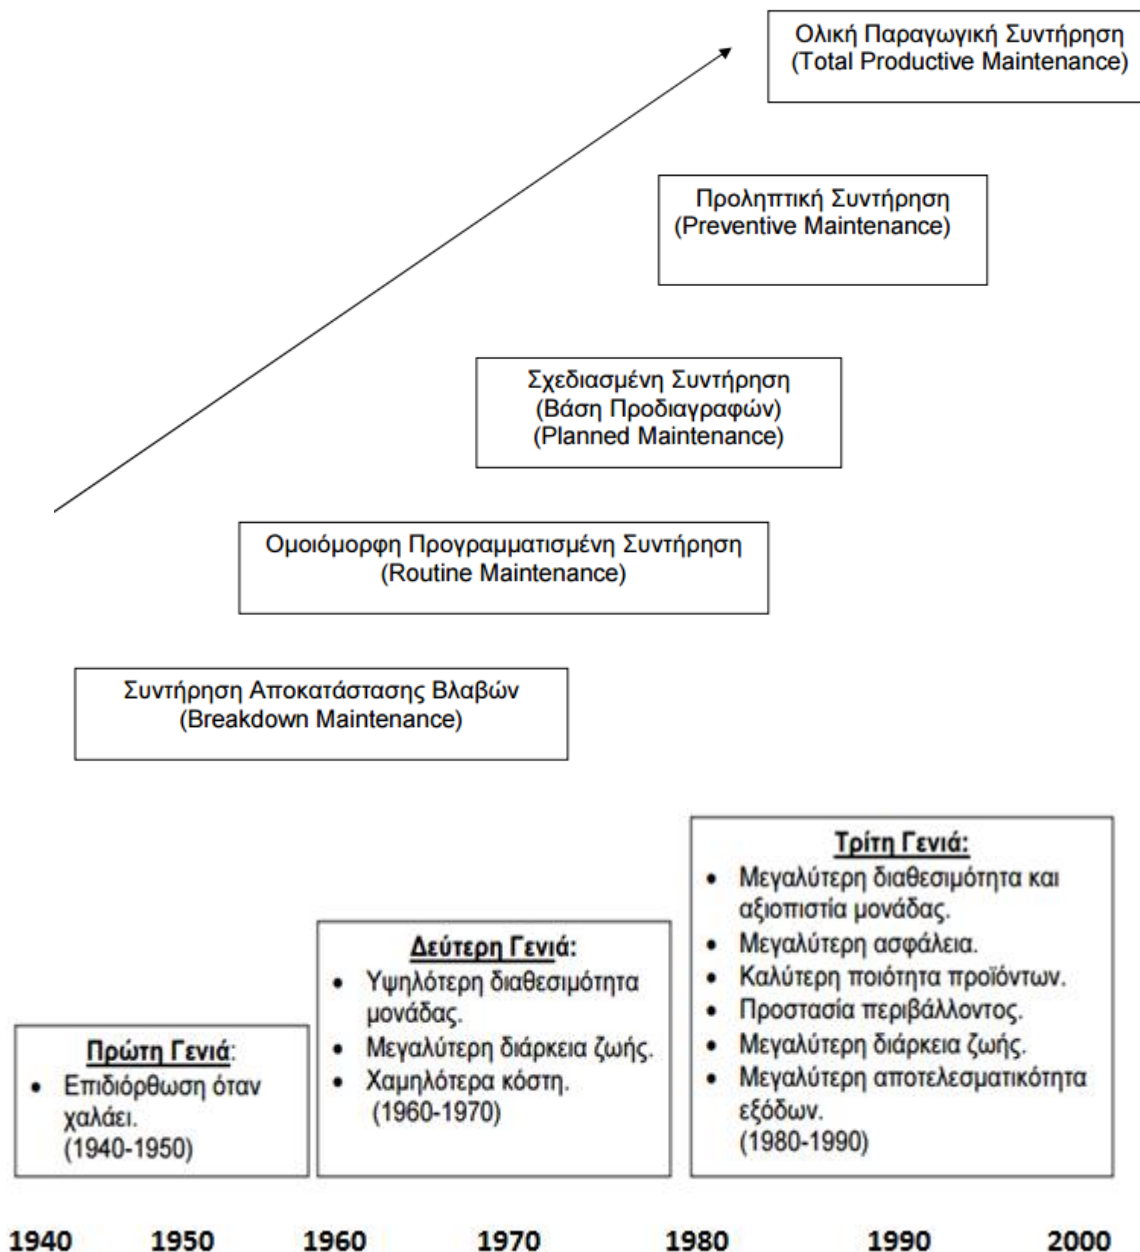 Ολική Παραγωγική Συντήρηση
(Total Productive Maintenance)
Προληπτική Συντήρηση
(Preventive Maintenance)
Σχεδιασμένη Συντήρηση
(Βάση Προδιαγραφών)
(Planned Maintenance)
Ομοιόμορφη Προγραμματισμένη Συντήρηση
(Routine Maintenance)
Συντήρηση Αποκατάστασης Βλαβών
(Breakdown Maintenance)
Πρώτη Γενιά:
• Επιδιόρθωση όταν
χαλάει.
(1940-1950)
Δεύτερη Γενιά:
• Υψηλότερη διαθεσιμότητα
μονάδας.
• Μεγαλύτερη διάρκεια ζωής.
• Χαμηλότερα κόστη.
(1960-1970)
Τρίτη Γενιά:
• Μεγαλύτερη διαθεσιμότητα και
αξιοπιστία μονάδας.
• Μεγαλύτερη ασφάλεια.
• Καλύτερη ποιότητα προϊόντων.
• Προστασία περιβάλλοντος.
• Μεγαλύτερη διάρκεια ζωής.
• Μεγαλύτερη αποτελεσματικότητα
εξόδων.
(1980-1990)
1940 1950 1960 1970 1980 1990 2000